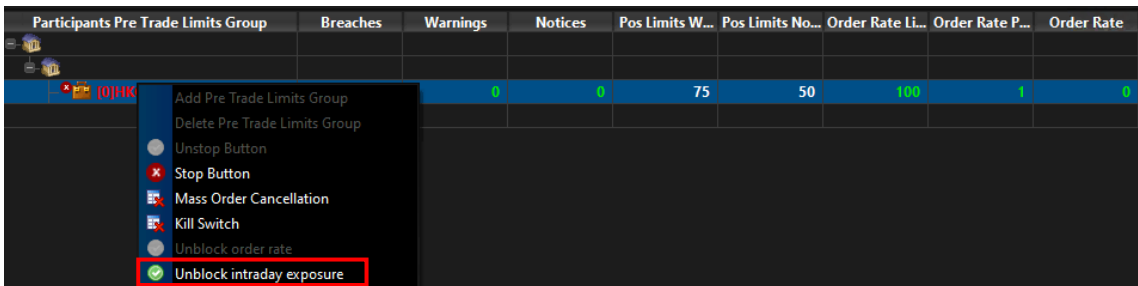 Participants Pre Trade Limits Group Breaches Warnings Notices Pos Limits W... Pos Limits No... Order Rate Li... Order Rate P... Order Rate
[0]HK 0 0 75 50 100 1 0
Add Pre Trade Limits Group
Delete Pre Trade Limits Group
Unstop Button
Stop Button
Mass Order Cancellation
Kill Switch
Unblock order rate
Unblock intraday exposure